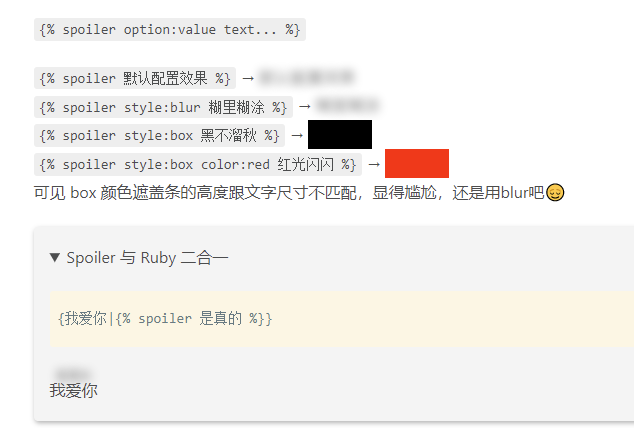 {% spoiler option:value text... %}
{% spoiler 默认配置效果 %} →
{% spoiler style:blur 糊里糊涂 %} →
{% spoiler style:box 黑不溜秋 %} →
{% spoiler style:box color:red 红光闪闪 %} →
可见 box 颜色遮盖条的高度跟文字尺寸不匹配，显得尴尬，还是用blur吧😌
▼ Spoiler 与 Ruby 二合一
{我爱你|{% spoiler 是真的 %}}
我爱你